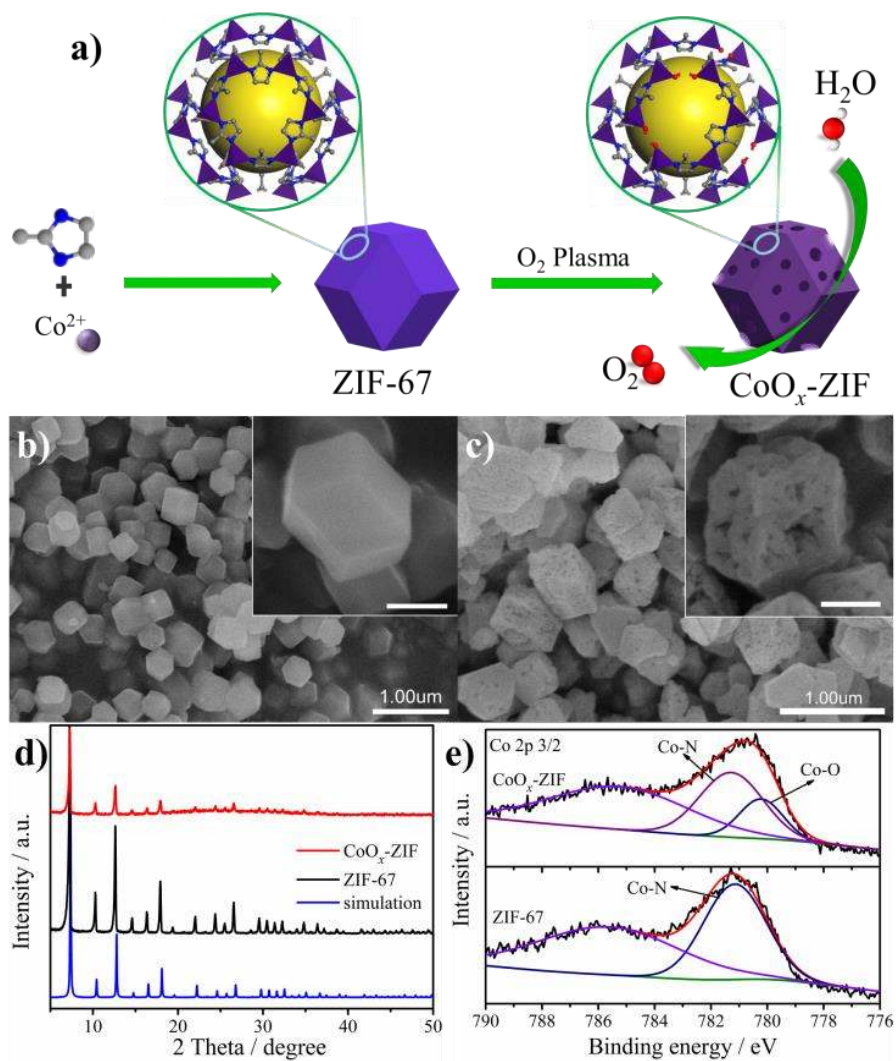 a)
H₂O
O₂ Plasma
+
Co²⁺
O₂
ZIF-67
CoOₓ-ZIF
b)
1.00um
c)
1.00um
d)
CoOₓ-ZIF
ZIF-67
simulation
Intensity / a.u.
10 20 30 40 50
2 Theta / degree
e)
Co 2p 3/2
CoOₓ-ZIF
Co-N
Co-O
ZIF-67
Co-N
Intensity / a.u.
790 788 786 784 782 780 778 776
Binding energy / eV